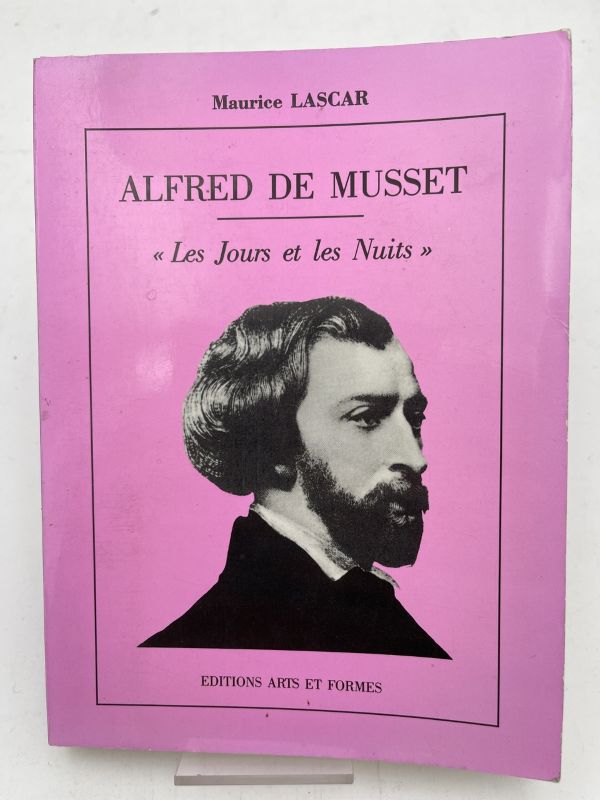 Maurice LASCAR
ALFRED DE MUSSET
« Les Jours et les Nuits »
EDITIONS ARTS ET FORMES